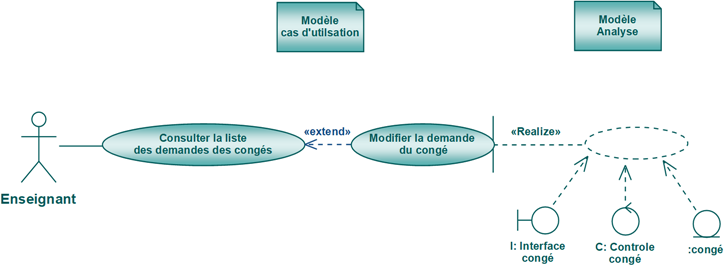 Modèle
cas d'utilsation
Modèle
Analyse
Consulter la liste
des demandes des congés
«extend»
Modifier la demande
du congé
«Realize»
Enseignant
I: Interface
congé
C: Controle
congé
:congé